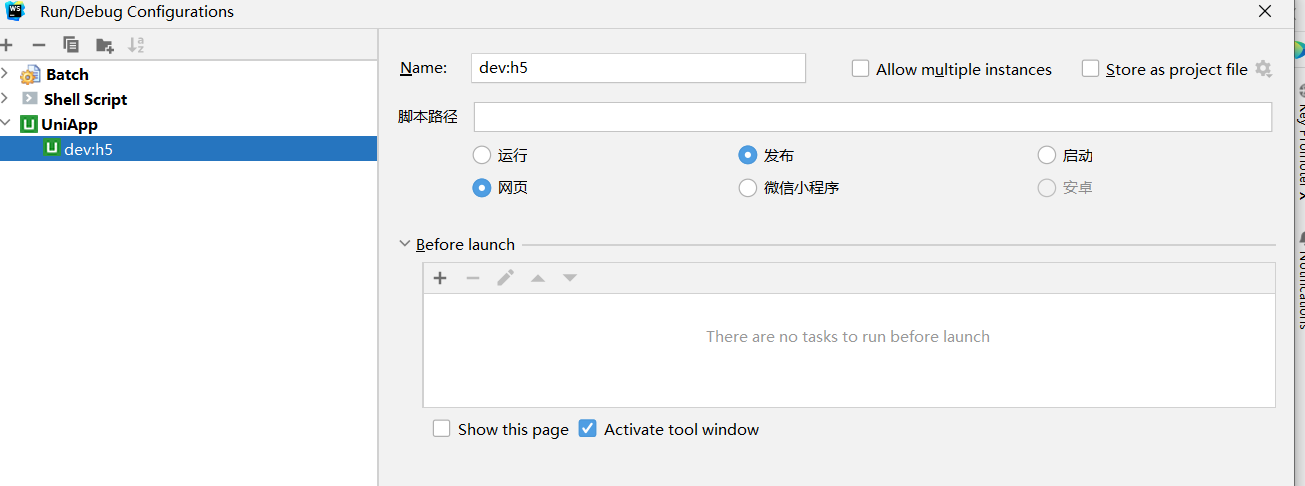 WS Run/Debug Configurations
Name: dev:h5 Allow multiple instances Store as project file
Batch
Shell Script
UniApp
U dev:h5
脚本路径
运行 发布 启动
网页 微信小程序 安卓
Before launch
There are no tasks to run before launch
Show this page Activate tool window
Key Promoter X
Notifications